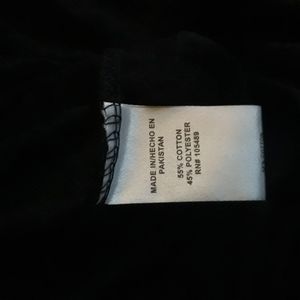 MADE IN/HECHO EN
PAKISTAN
55% COTTON
45% POLYESTER
RN# 105489